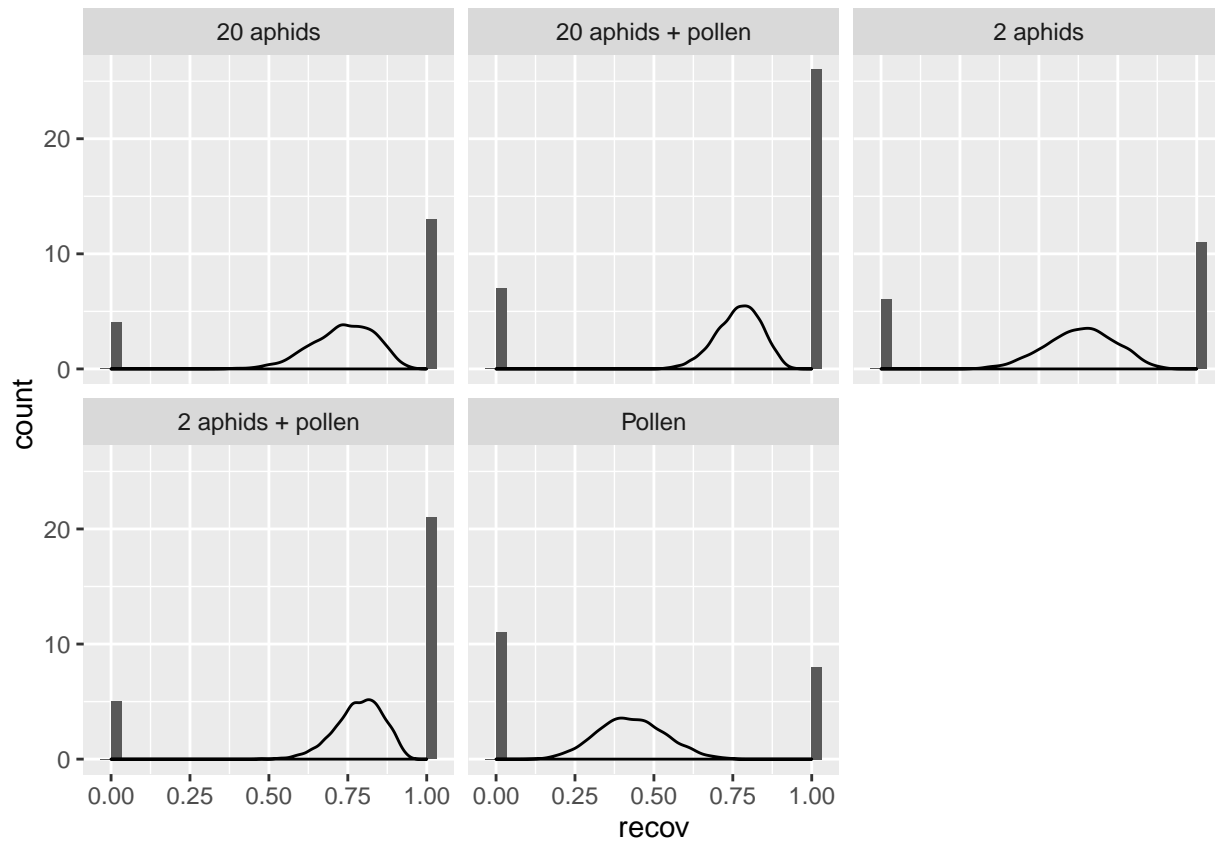 20 aphids
20 aphids + pollen
2 aphids
20
10
0
2 aphids + pollen
Pollen
20
10
0
0.00 0.25 0.50 0.75 1.00
0.00 0.25 0.50 0.75 1.00
recov
count